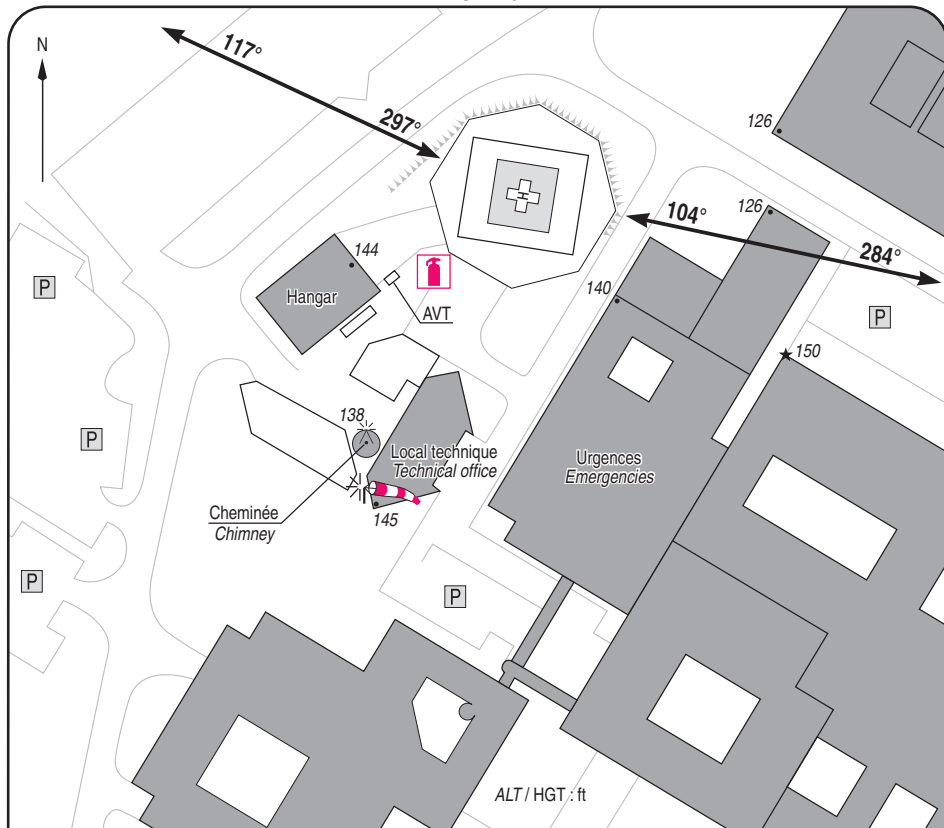 N
117°
297°
126
H
104°
126
284°
144
P
Hangar
140
AVT
P
150
138
P
Local technique
Technical office
Urgences
Emergencies
Cheminée
Chimney
145
P
P
ALT / HGT : ft